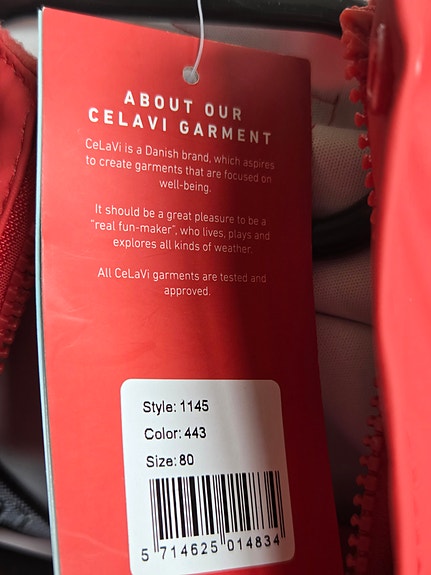 ABOUT OUR
CELAVI GARMENT
CeLaVi is a Danish brand, which aspires
to create garments that are focused on
well-being.
It should be a great pleasure to be a
"real fun-maker", who lives, plays and
explores all kinds of weather.
All CeLaVi garments are tested and
approved.
Style: 1145
Color: 443
Size: 80
5 714625 014834